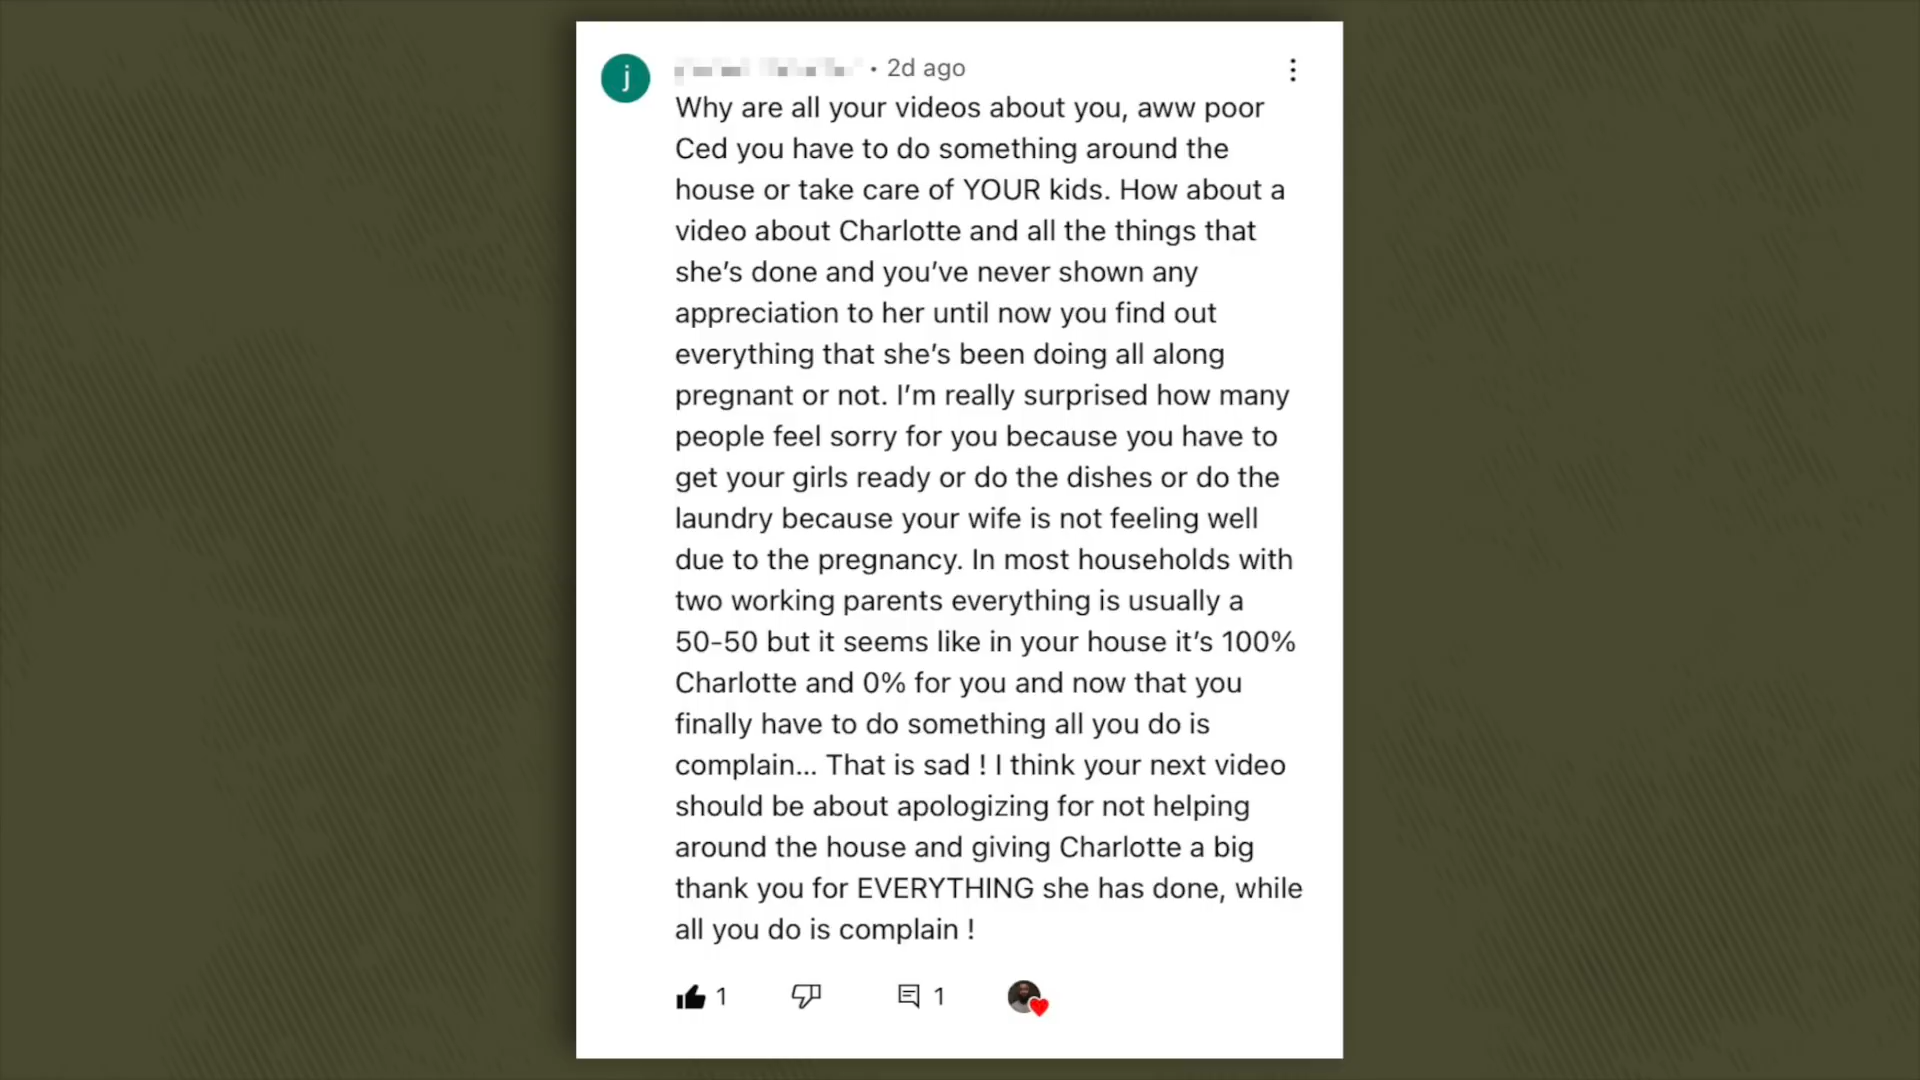 j
• 2d ago
Why are all your videos about you, aww poor
Ced you have to do something around the
house or take care of YOUR kids. How about a
video about Charlotte and all the things that
she’s done and you’ve never shown any
appreciation to her until now you find out
everything that she’s been doing all along
pregnant or not. I’m really surprised how many
people feel sorry for you because you have to
get your girls ready or do the dishes or do the
laundry because your wife is not feeling well
due to the pregnancy. In most households with
two working parents everything is usually a
50-50 but it seems like in your house it’s 100%
Charlotte and 0% for you and now that you
finally have to do something all you do is
complain... That is sad ! I think your next video
should be about apologizing for not helping
around the house and giving Charlotte a big
thank you for EVERYTHING she has done, while
all you do is complain !
1 1